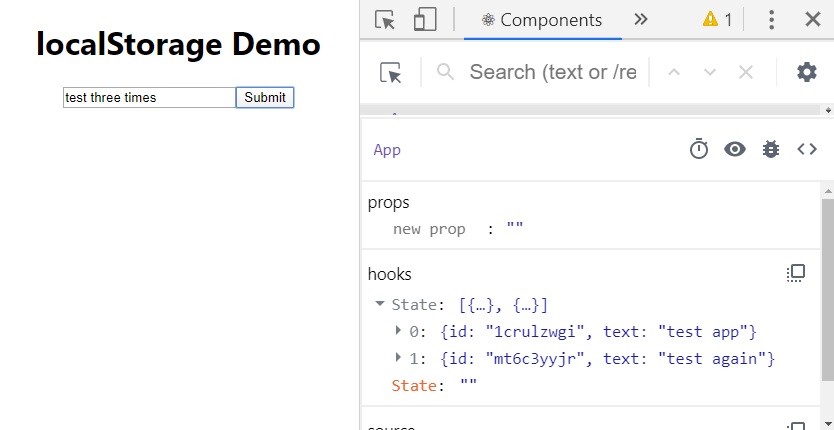 localStorage Demo
test three times Submit
Components » 1
Search (text or /re
App
props
new prop : ""
hooks
State: [{…}, {…}]
0: {id: "1crulzwgi", text: "test app"}
1: {id: "mt6c3yyjr", text: "test again"}
State: ""
source